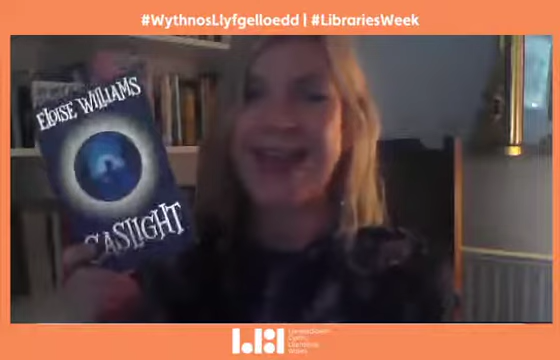 #WythnosLlyfgelloedd | #LibrariesWeek
ELOISE WILLIAMS
GASLIGHT